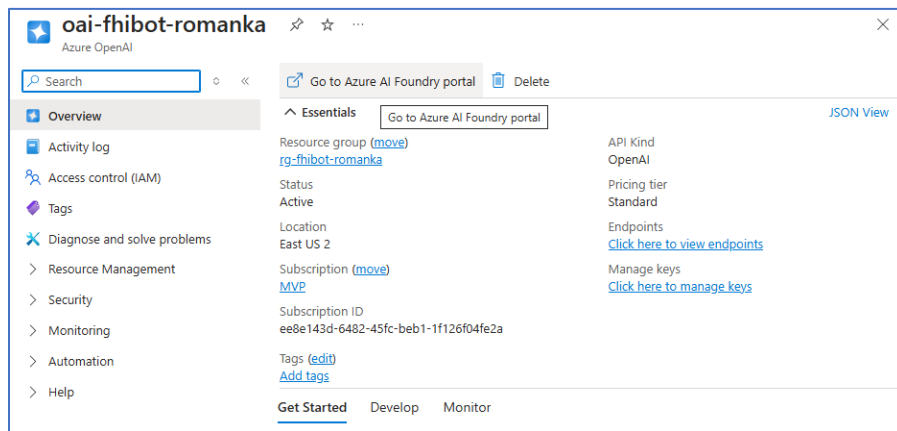 oai-fhibot-romanka
Azure OpenAI
Search
Overview
Activity log
Access control (IAM)
Tags
Diagnose and solve problems
Resource Management
Security
Monitoring
Automation
Help
Go to Azure AI Foundry portal
Delete
Essentials
Go to Azure AI Foundry portal
JSON View
Resource group (move)
rg-fhibot-romanka
Status
Active
Location
East US 2
Subscription (move)
MVP
Subscription ID
ee8e143d-6482-45fc-beb1-1f126f04fe2a
Tags (edit)
Add tags
API Kind
OpenAI
Pricing tier
Standard
Endpoints
Click here to view endpoints
Manage keys
Click here to manage keys
Get Started Develop Monitor